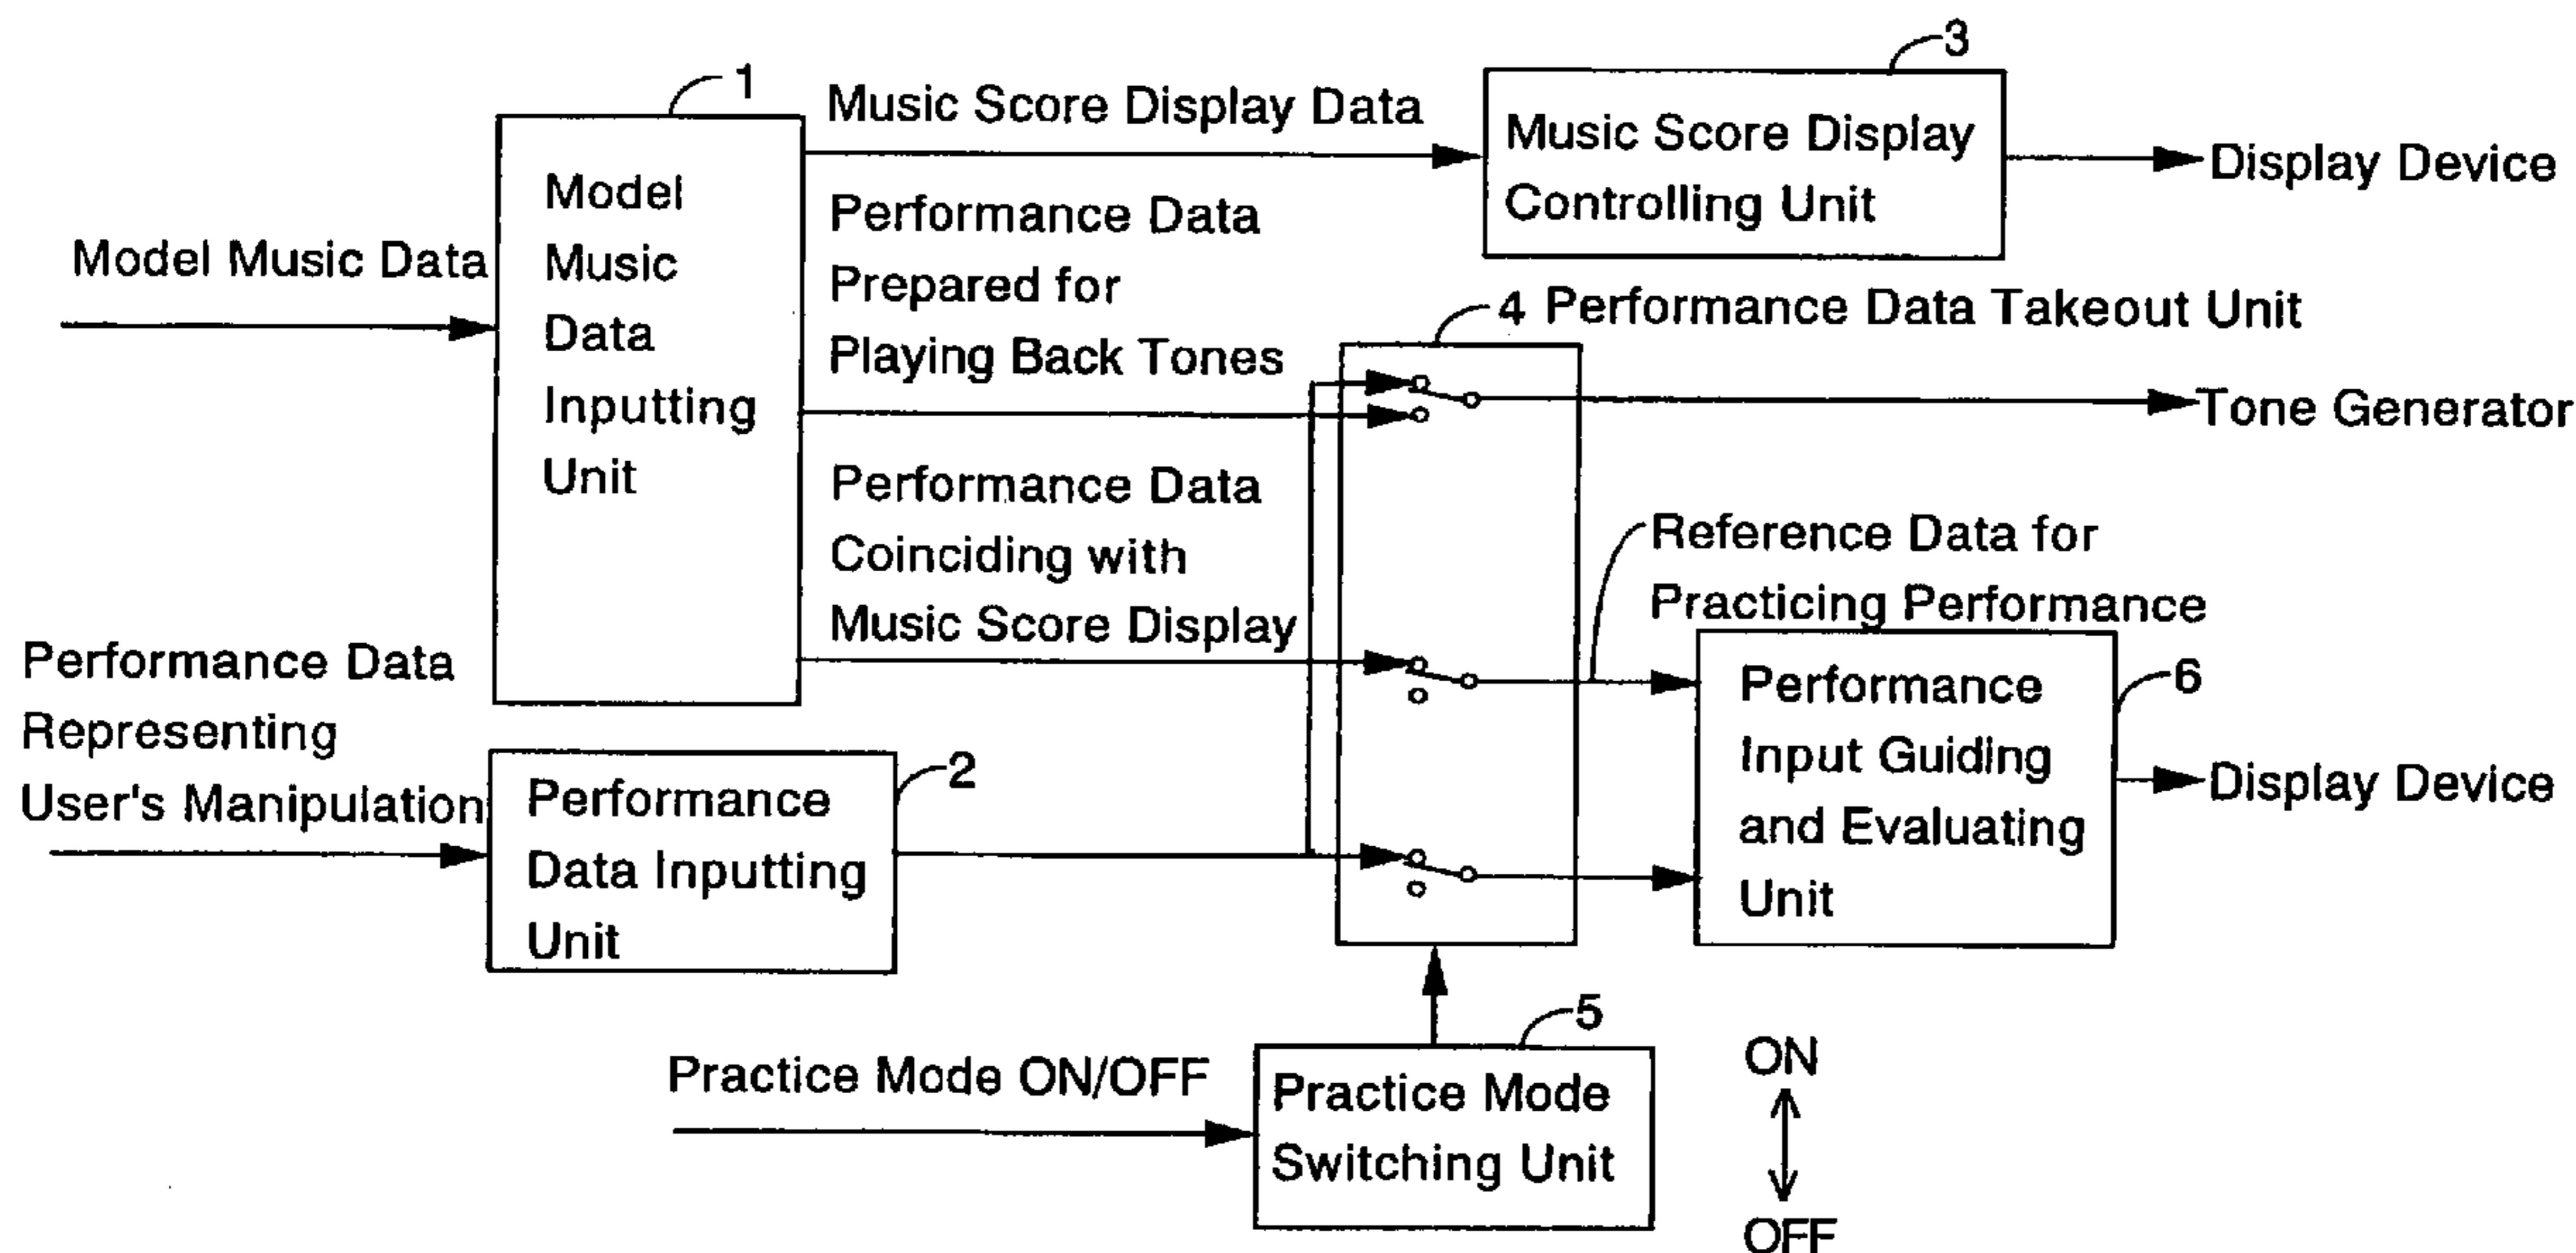 1
Model
Music
Data
Inputting
Unit
Model Music Data
Music Score Display Data
3
Music Score Display
Controlling Unit
Display Device
Performance Data
Prepared for
Playing Back Tones
4 Performance Data Takeout Unit
Tone Generator
Performance Data
Coinciding with
Music Score Display
Reference Data for
Practicing Performance
Performance Data
Representing
User's Manipulation
2
Performance
Data Inputting
Unit
6
Performance
Input Guiding
and Evaluating
Unit
Display Device
Practice Mode ON/OFF
5
Practice Mode
Switching Unit
ON
OFF